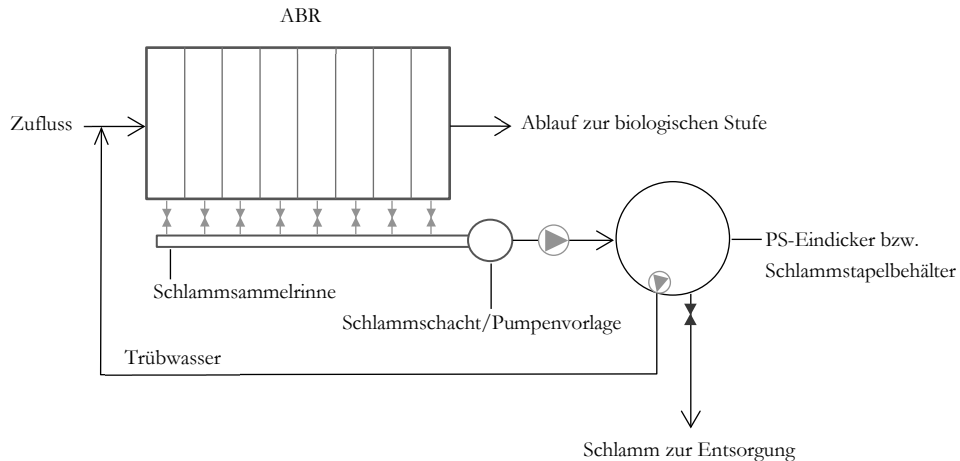 ABR
Zufluss
Ablauf zur biologischen Stufe
PS-Eindicker bzw.
Schlammstapelbehälter
Schlammsammelrinne
Schlammschacht/Pumpenvorlage
Trübwasser
Schlamm zur Entsorgung